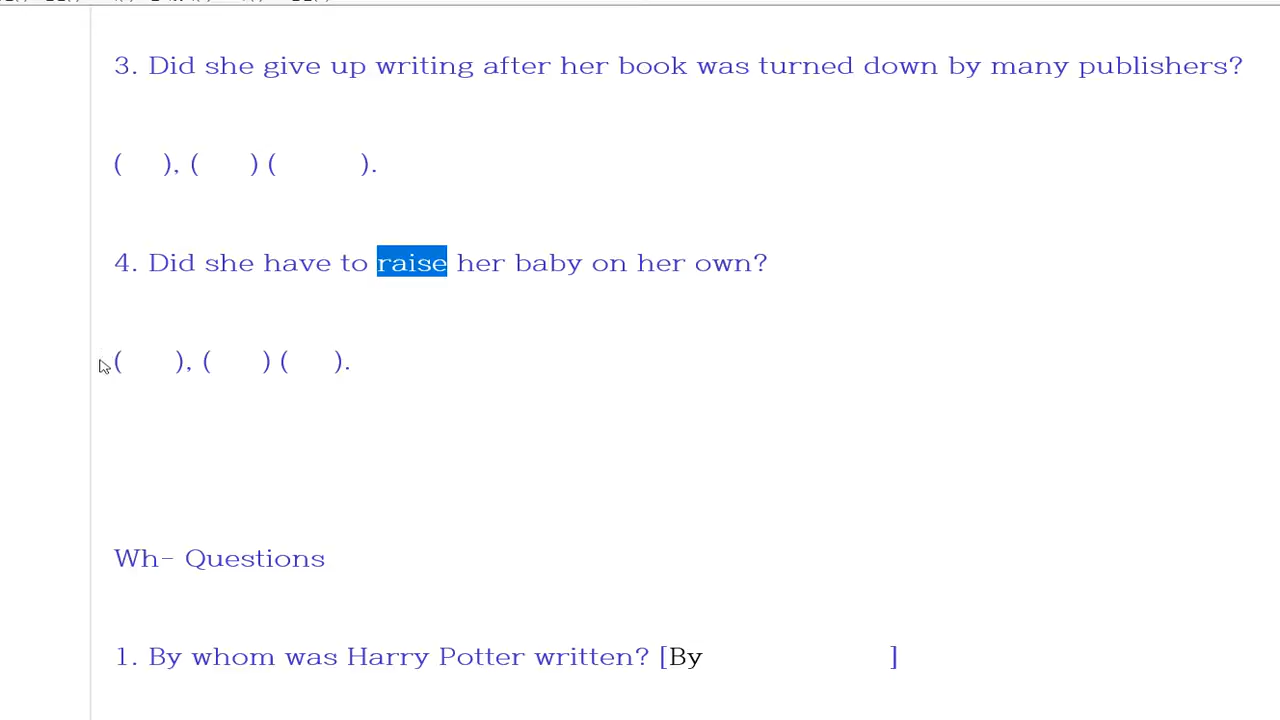 3. Did she give up writing after her book was turned down by many publishers?
(    ), (    ) (        ).
4. Did she have to raise her baby on her own?
(      ), (      ) (     ).
Wh- Questions
1. By whom was Harry Potter written? [By                    ]